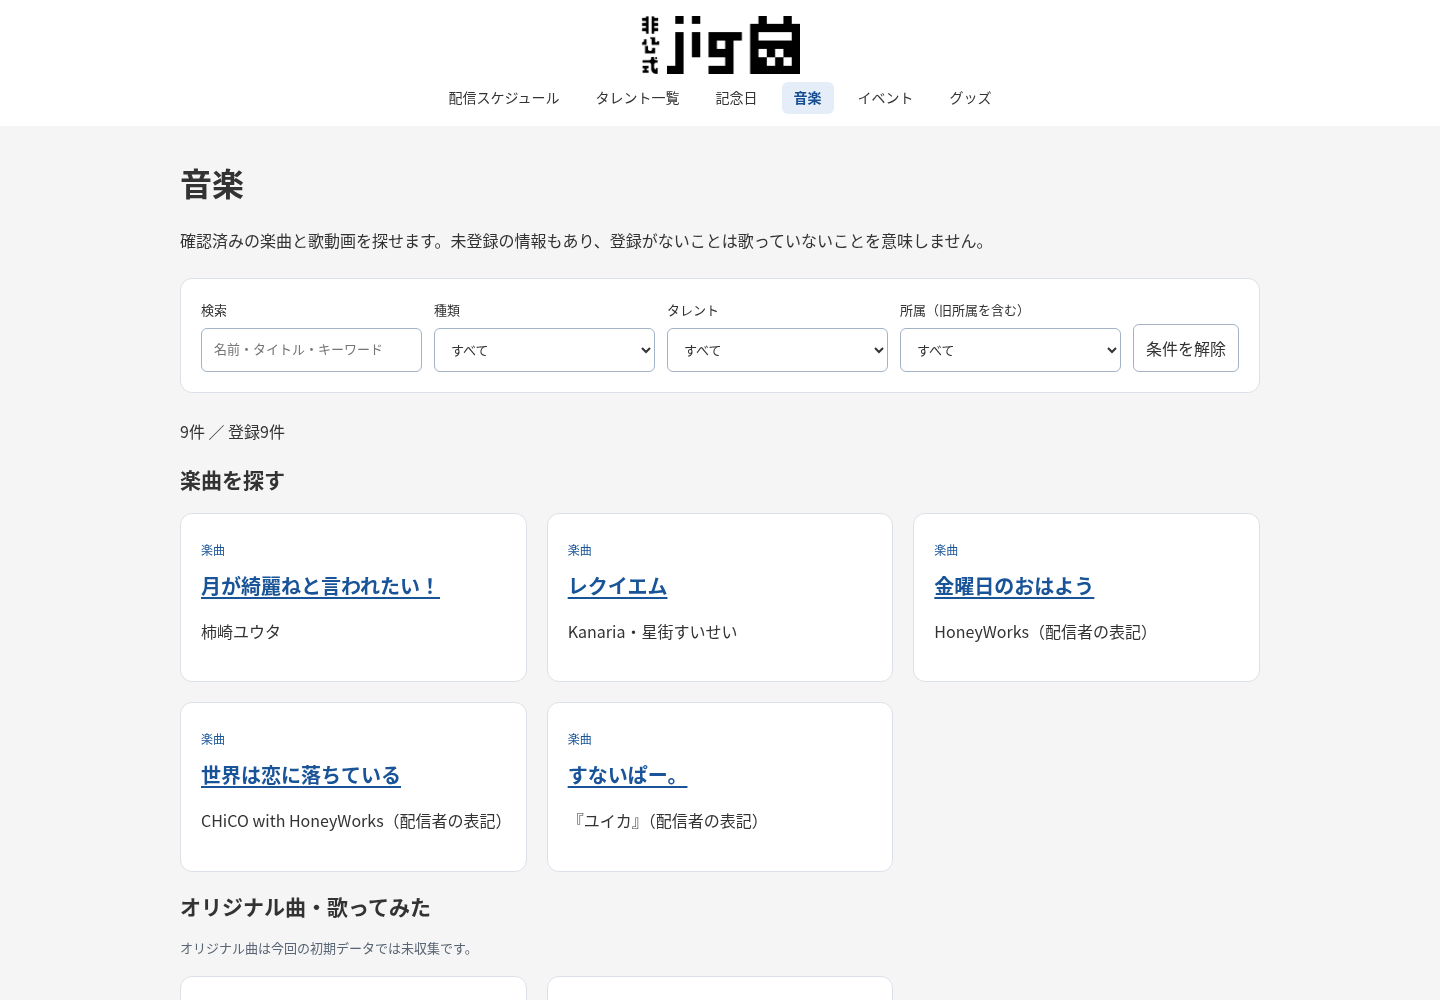 非公式 jig曲
配信スケジュール タレント一覧 記念日 音楽 イベント グッズ
音楽
確認済みの楽曲と歌動画を探せます。未登録の情報もあり、登録がないことは歌っていないことを意味しません。
検索 種類 タレント 所属（旧所属を含む）
名前・タイトル・キーワード すべて すべて すべて 条件を解除
9件 ／ 登録9件
楽曲を探す
楽曲
月が綺麗ねと言われたい！
柿崎ユウタ
楽曲
レクイエム
Kanaria・星街すいせい
楽曲
金曜日のおはよう
HoneyWorks（配信者の表記）
楽曲
世界は恋に落ちている
CHiCO with HoneyWorks（配信者の表記）
楽曲
すないぱー。
『ユイカ』（配信者の表記）
オリジナル曲・歌ってみた
オリジナル曲は今回の初期データでは未収集です。